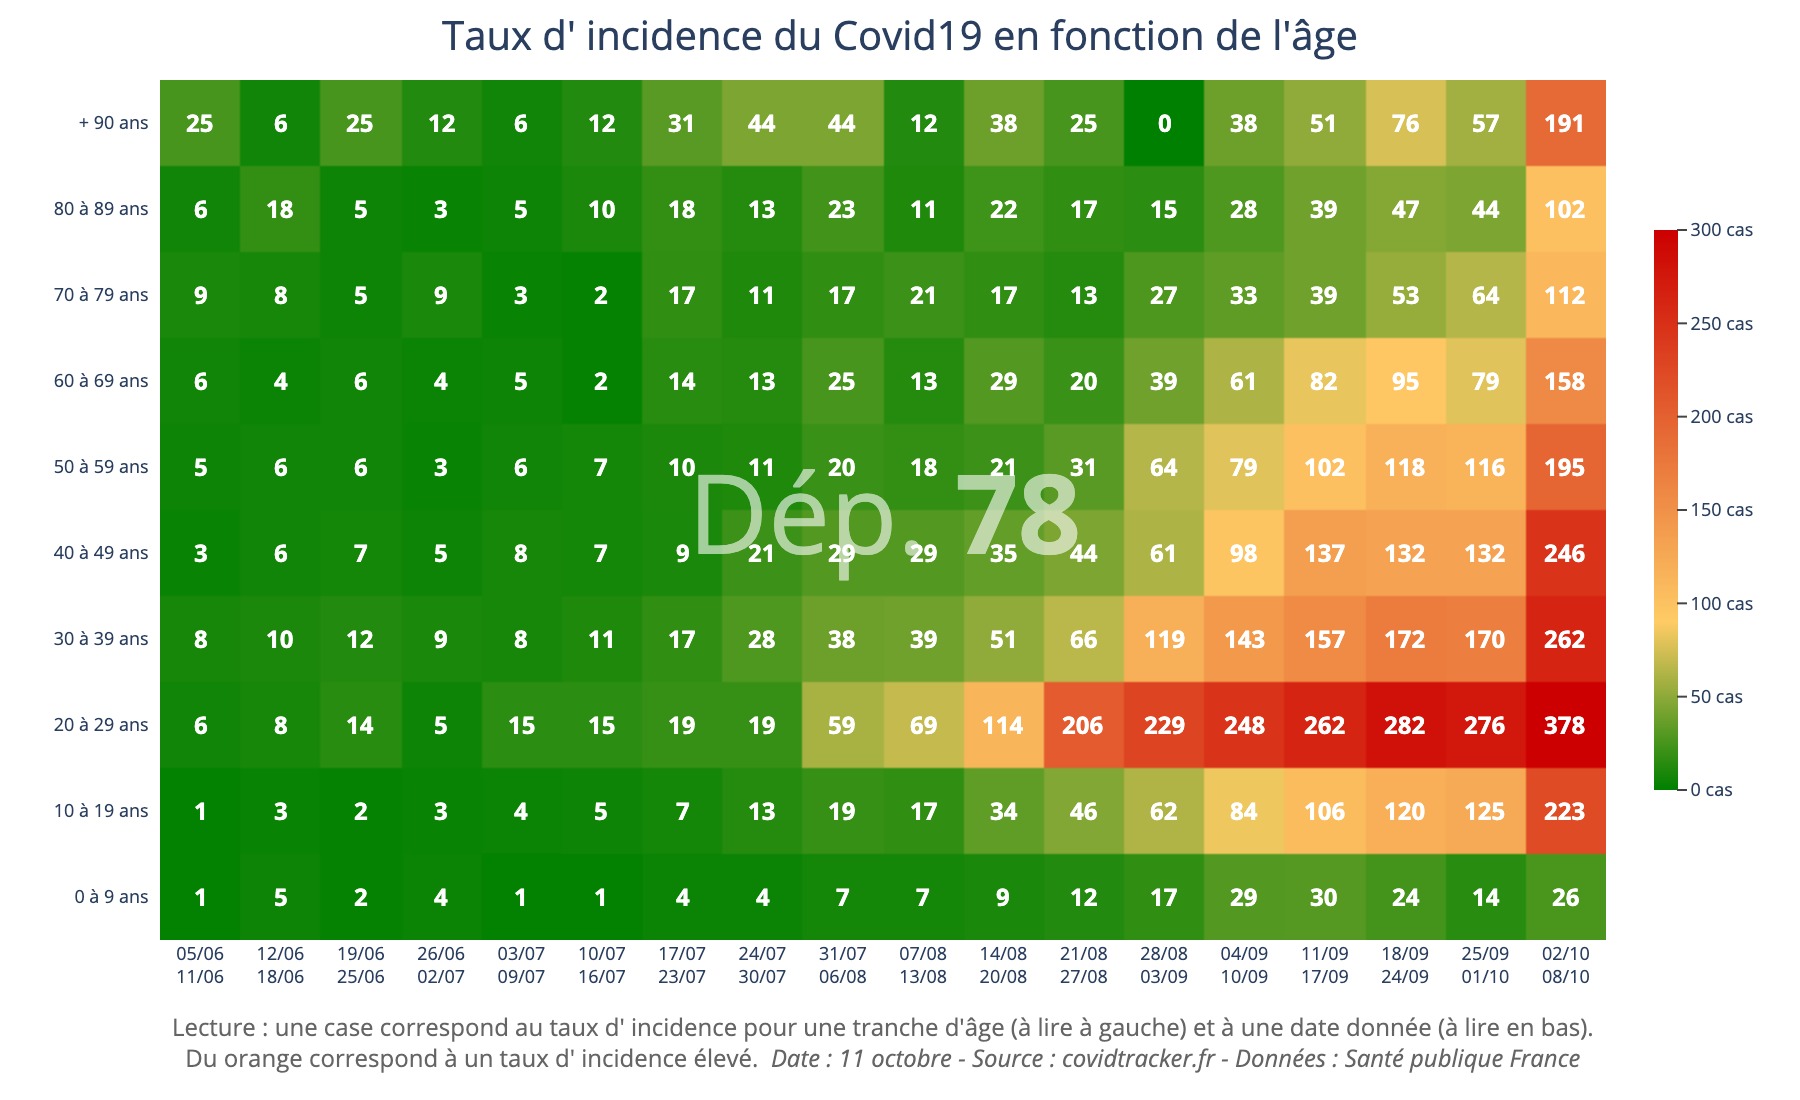 Taux d' incidence du Covid19 en fonction de l'âge
+ 90 ans 25 6 25 12 6 12 31 44 44 12 38 25 0 38 51 76 57 191
80 à 89 ans 6 18 5 3 5 10 18 13 23 11 22 17 15 28 39 47 44 102
70 à 79 ans 9 8 5 9 3 2 17 11 17 21 17 13 27 33 39 53 64 112
60 à 69 ans 6 4 6 4 5 2 14 13 25 13 29 20 39 61 82 95 79 158
50 à 59 ans 5 6 6 3 6 7 10 11 20 18 21 31 64 79 102 118 116 195
Dép. 78
40 à 49 ans 3 6 7 5 8 7 9 21 29 29 35 44 61 98 137 132 132 246
30 à 39 ans 8 10 12 9 8 11 17 28 38 39 51 66 119 143 157 172 170 262
20 à 29 ans 6 8 14 5 15 15 19 19 59 69 114 206 229 248 262 282 276 378
10 à 19 ans 1 3 2 3 4 5 7 13 19 17 34 46 62 84 106 120 125 223
0 à 9 ans 1 5 2 4 1 1 4 4 7 7 9 12 17 29 30 24 14 26
05/06 12/06 19/06 26/06 03/07 10/07 17/07 24/07 31/07 07/08 14/08 21/08 28/08 04/09 11/09 18/09 25/09 02/10
11/06 18/06 25/06 02/07 09/07 16/07 23/07 30/07 06/08 13/08 20/08 27/08 03/09 10/09 17/09 24/09 01/10 08/10
300 cas
250 cas
200 cas
150 cas
100 cas
50 cas
0 cas
Lecture : une case correspond au taux d' incidence pour une tranche d'âge (à lire à gauche) et à une date donnée (à lire en bas).
Du orange correspond à un taux d' incidence élevé. Date : 11 octobre - Source : covidtracker.fr - Données : Santé publique France